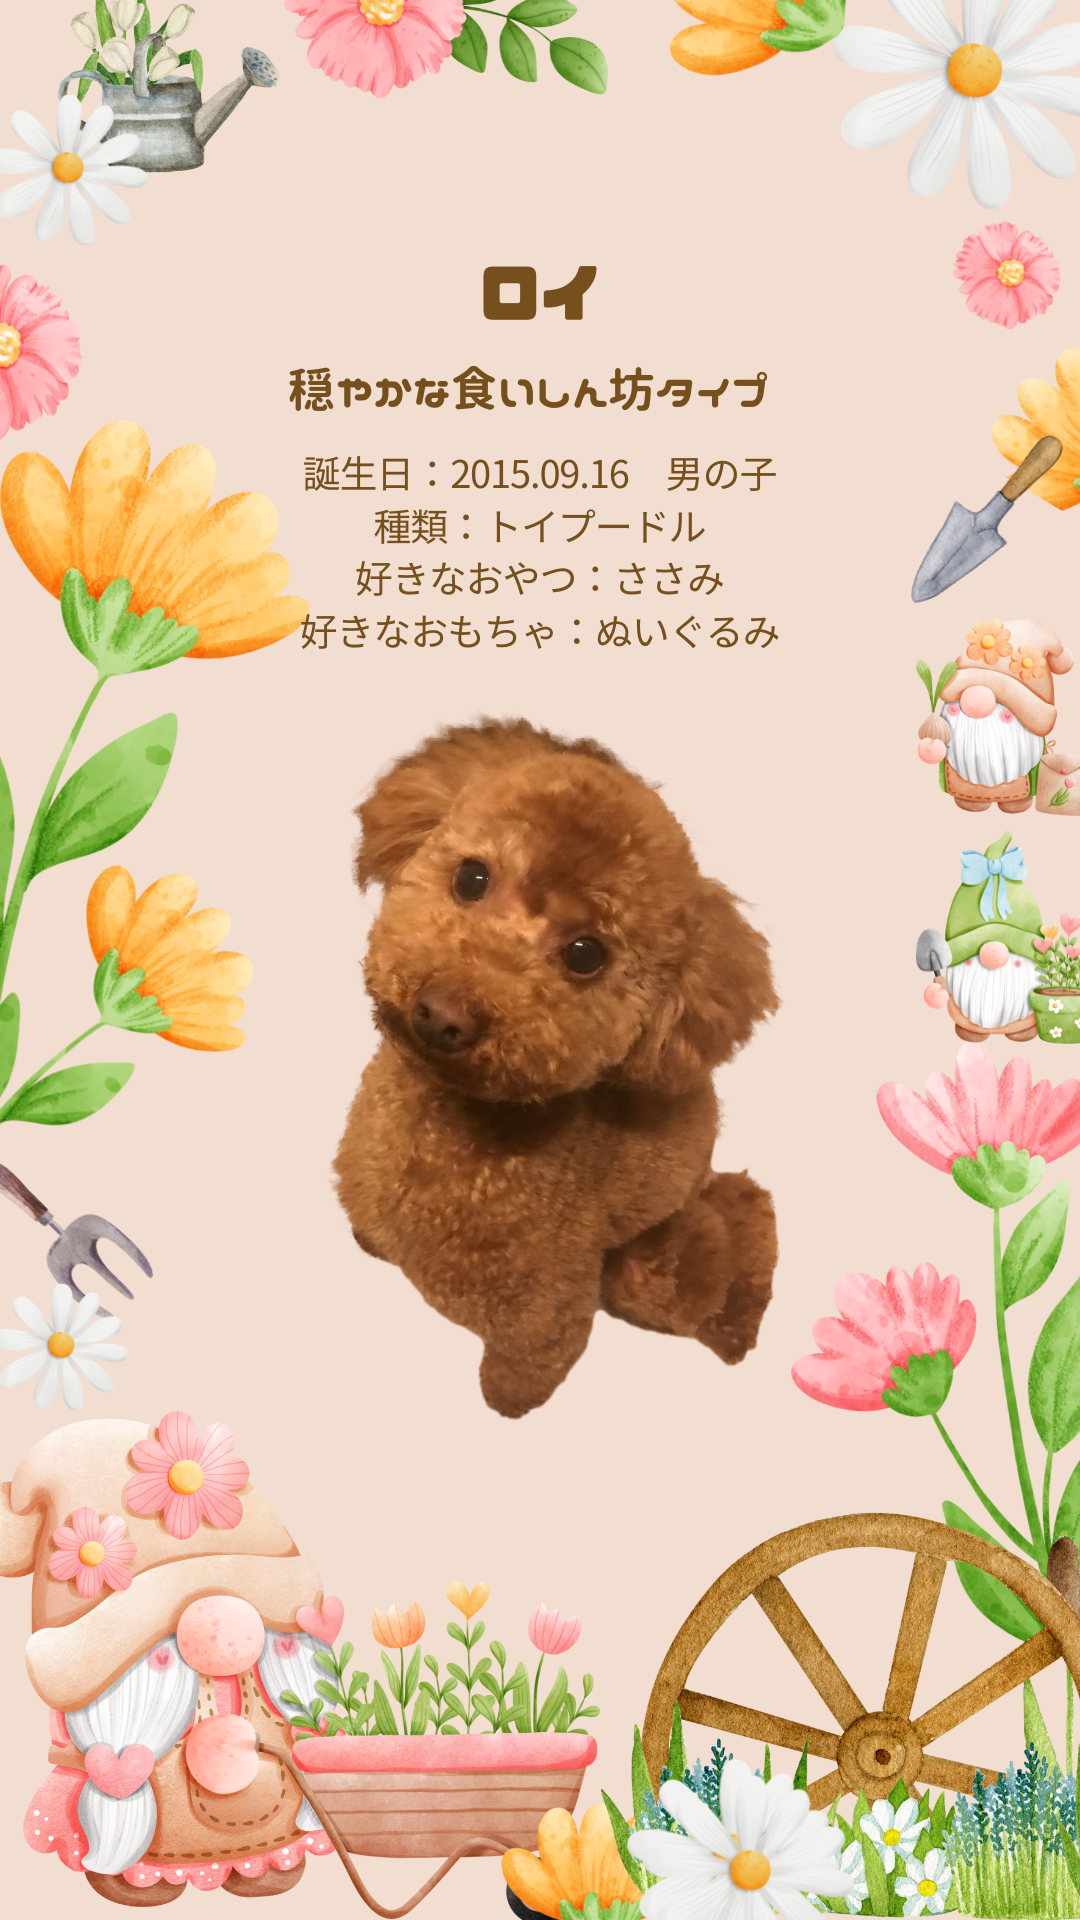 ロイ
穏やかな食いしん坊タイプ
誕生日：2015.09.16　男の子
種類：トイプードル
好きなおやつ：ささみ
好きなおもちゃ：ぬいぐるみ